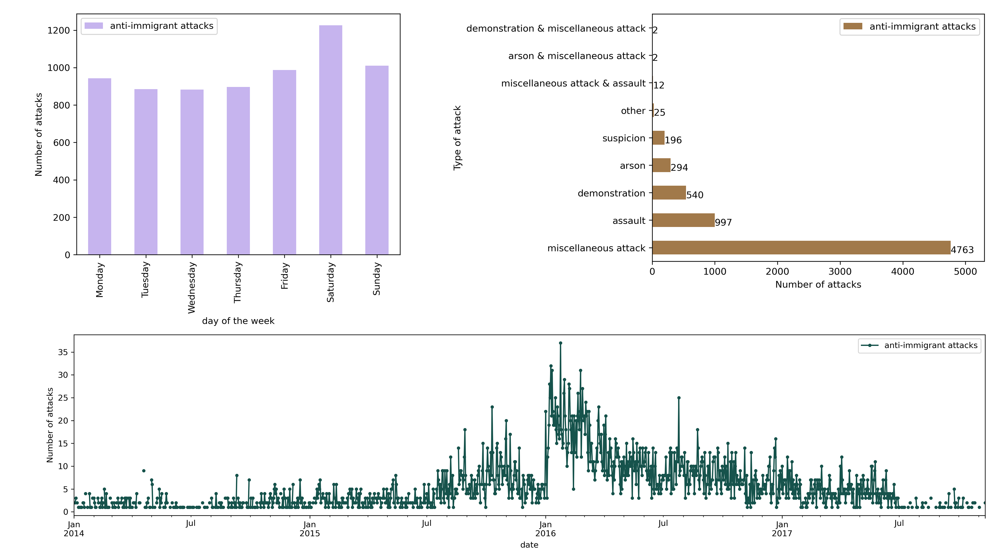 anti-immigrant attacks
1200
1000
800
600
400
200
0
Number of attacks
Monday
Tuesday
Wednesday
Thursday
Friday
Saturday
Sunday
day of the week
anti-immigrant attacks
Type of attack
demonstration & miscellaneous attack 2
arson & miscellaneous attack 2
miscellaneous attack & assault 12
other 25
suspicion 196
arson 294
demonstration 540
assault 997
miscellaneous attack 4763
0 1000 2000 3000 4000 5000
Number of attacks
anti-immigrant attacks
35
30
25
20
15
10
5
0
Number of attacks
Jan Jul Jan Jul Jan Jul Jan Jul
2014 2015 2016 2017
date